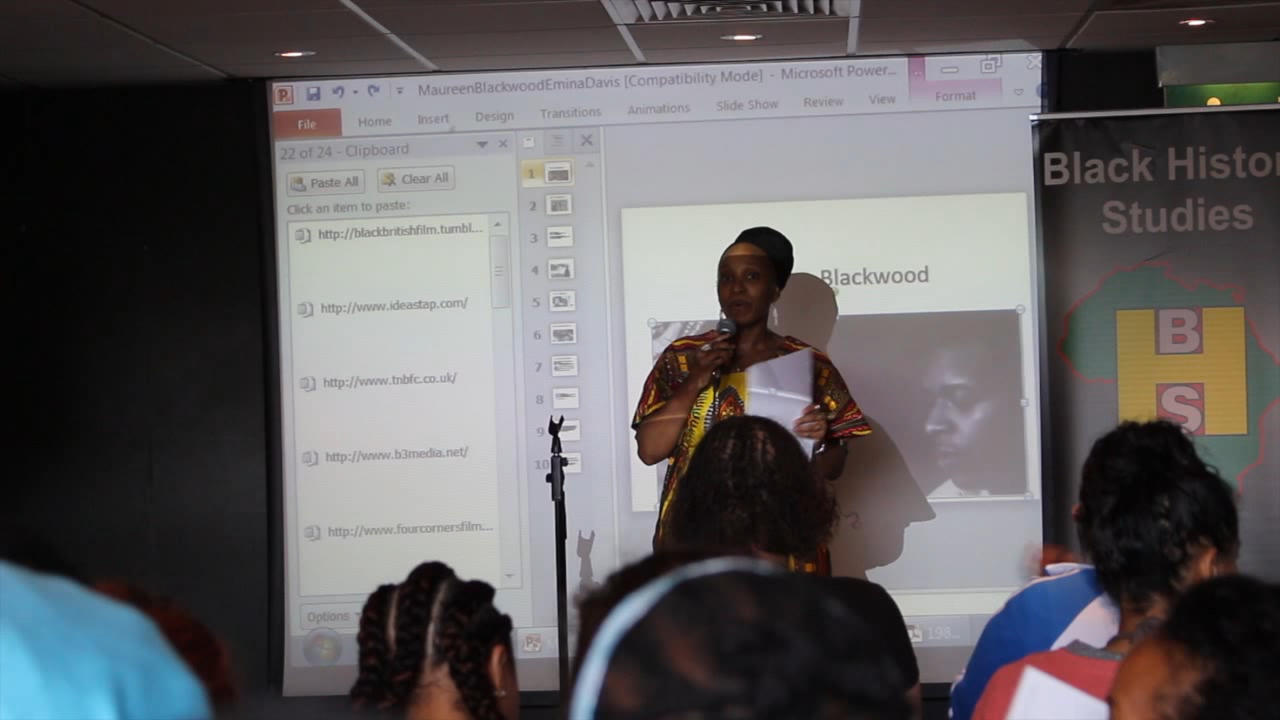 MaureenBlackwoodEminaDavis [Compatibility Mode] - Microsoft Power...
File Home Insert Design Transitions Animations Slide Show Review View Format
22 of 24 - Clipboard
Paste All Clear All
Click an item to paste:
http://blackbritishfilm.tumbl...
http://www.ideastap.com/
http://www.tnbfc.co.uk/
http://www.b3media.net/
http://www.fourcornersfilm...
Options
1
2
3
4
5
6
7
8
9
10
Blackwood
198...
Black Histor
Studies
B
H
S